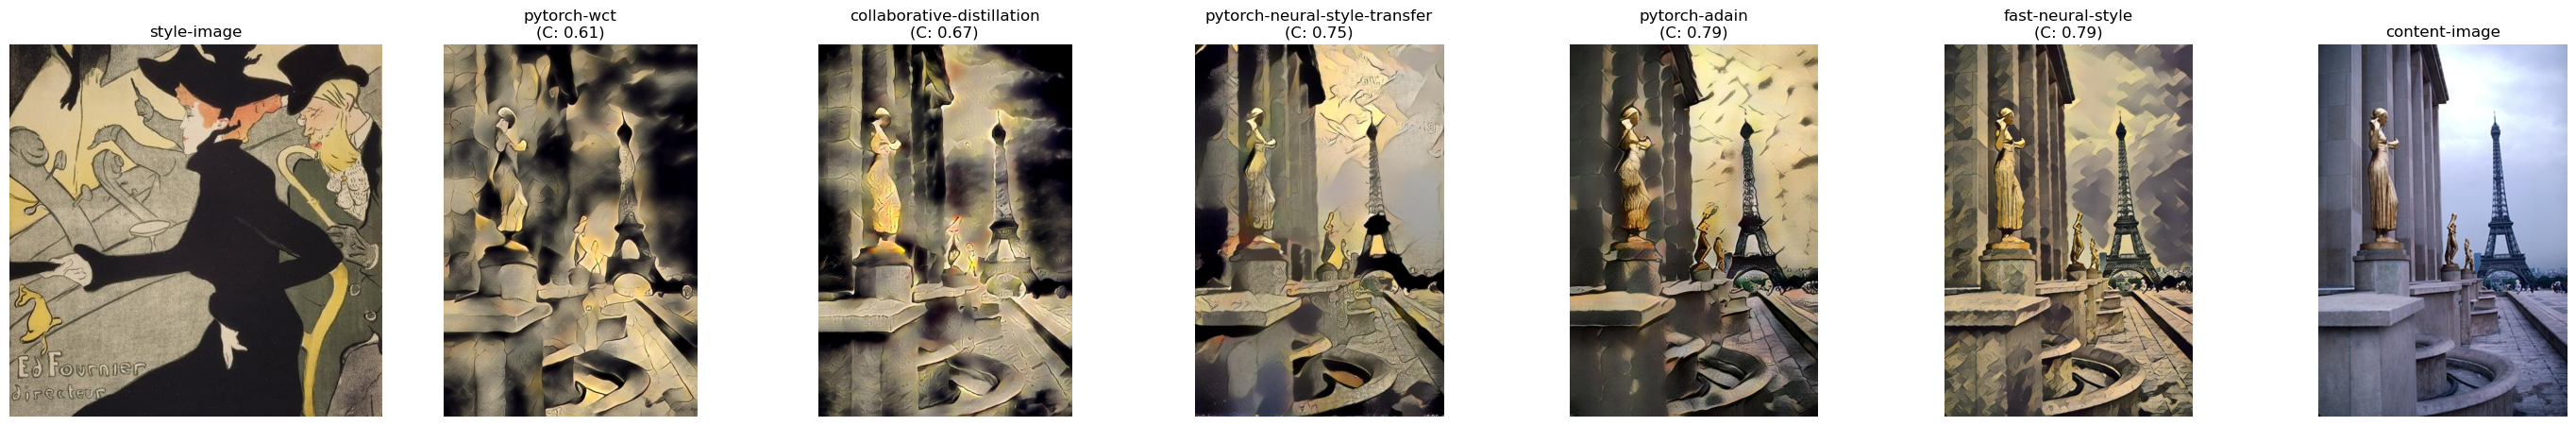 style-image
pytorch-wct
(C: 0.61)
collaborative-distillation
(C: 0.67)
pytorch-neural-style-transfer
(C: 0.75)
pytorch-adain
(C: 0.79)
fast-neural-style
(C: 0.79)
content-image
Ed Fournier
directeur